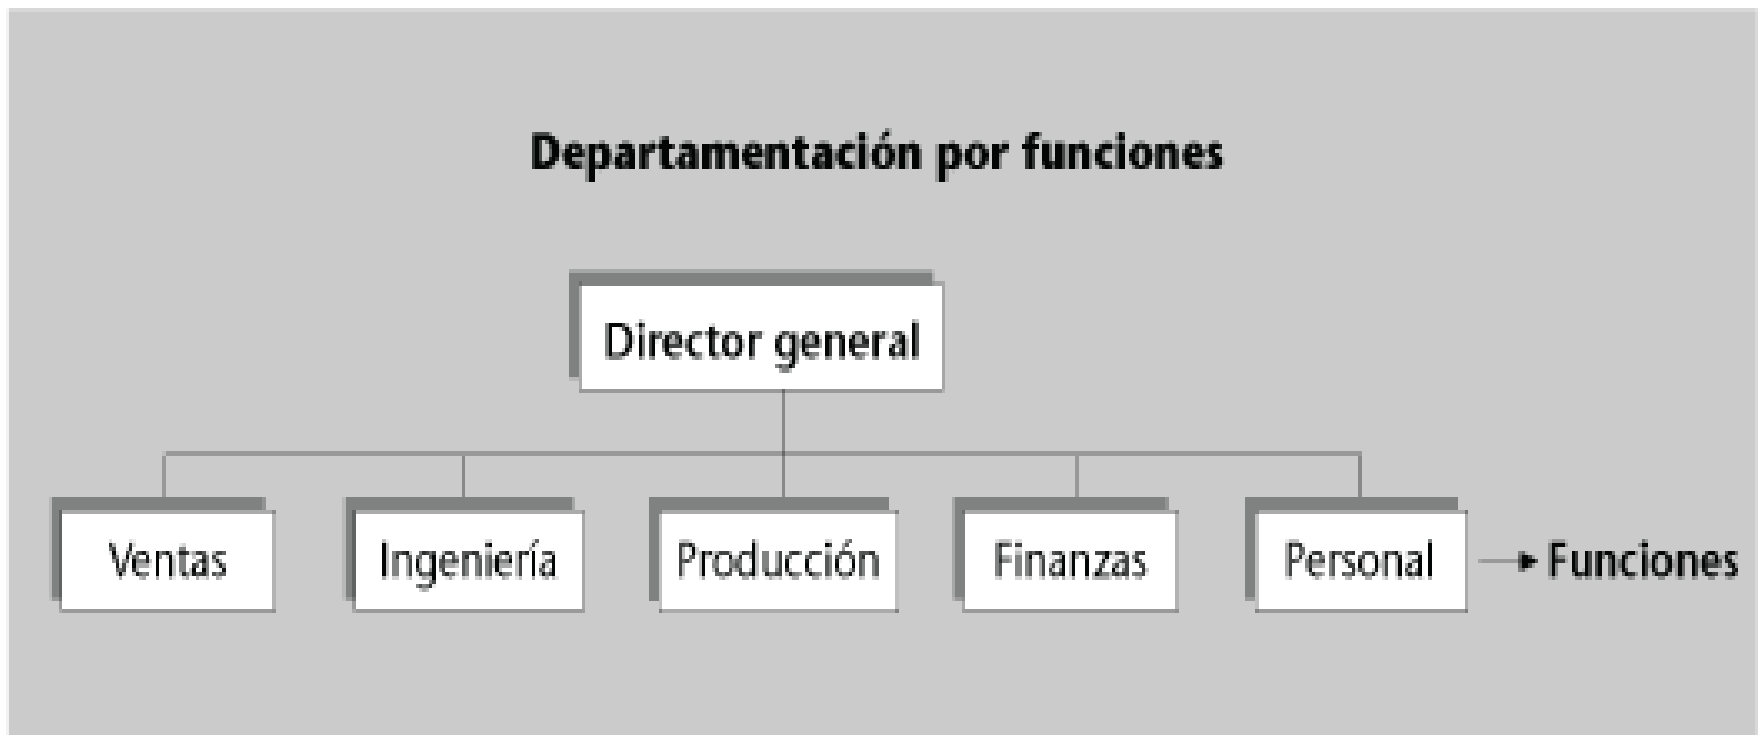 Departamentación por funciones
Director general
Ventas
Ingeniería
Producción
Finanzas
Personal
Funciones